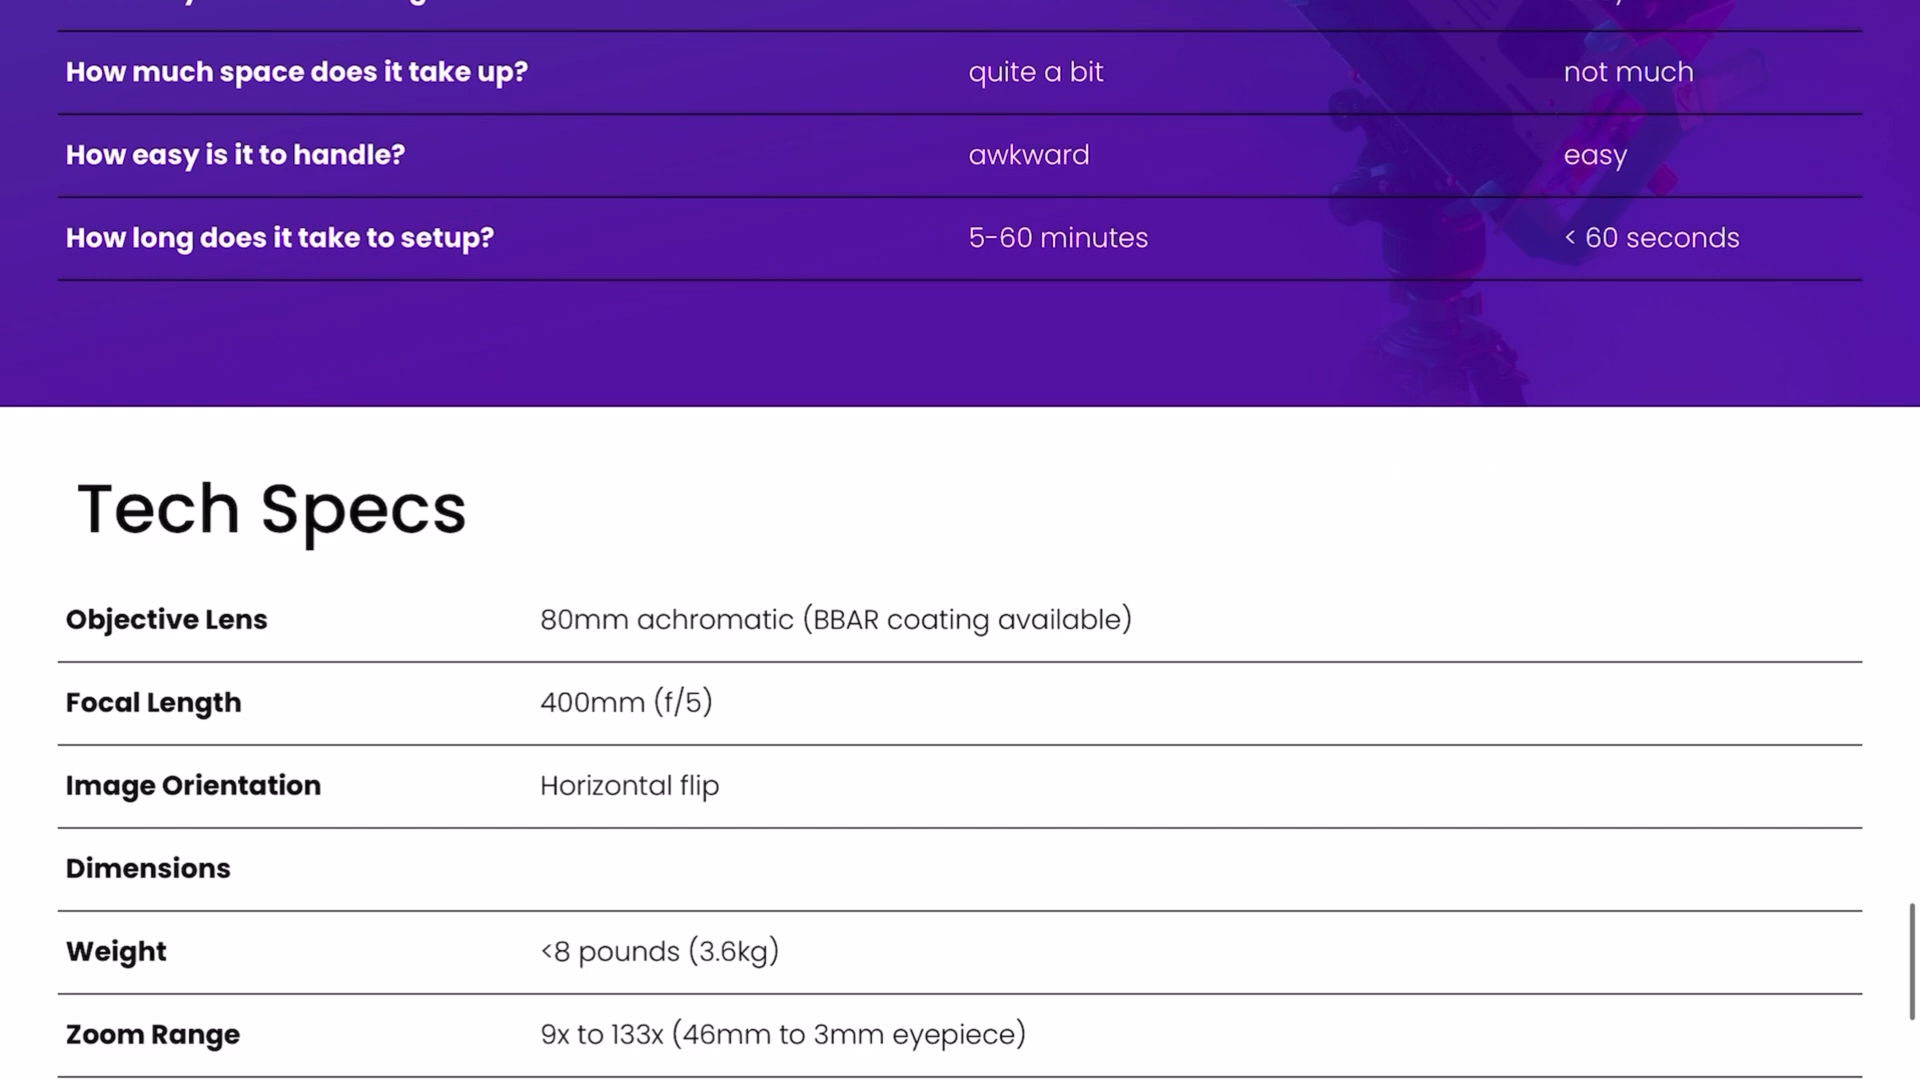 How much space does it take up? quite a bit not much
How easy is it to handle? awkward easy
How long does it take to setup? 5-60 minutes < 60 seconds
Tech Specs
Objective Lens 80mm achromatic (BBAR coating available)
Focal Length 400mm (f/5)
Image Orientation Horizontal flip
Dimensions
Weight <8 pounds (3.6kg)
Zoom Range 9x to 133x (46mm to 3mm eyepiece)